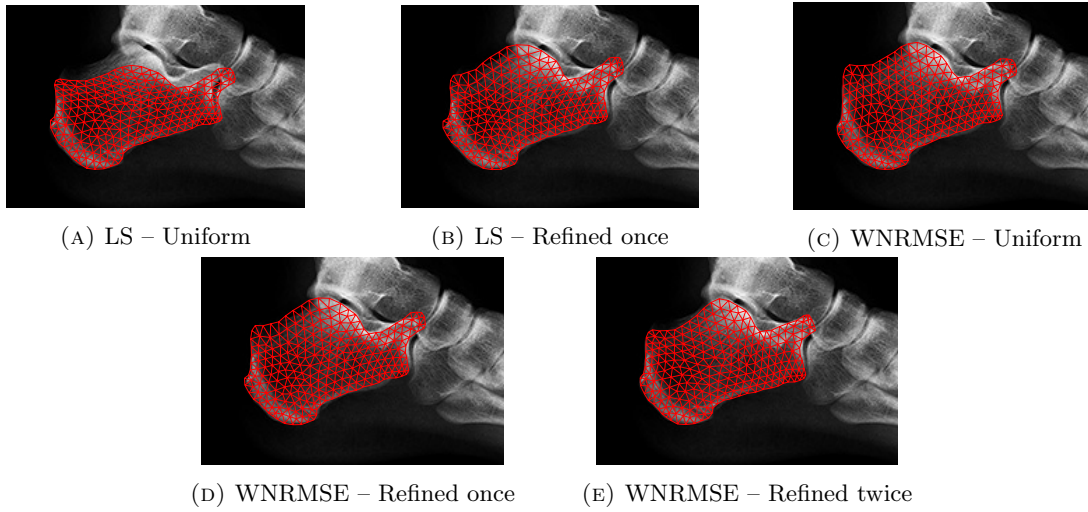 (A) LS – Uniform
(B) LS – Refined once
(C) WNRMSE – Uniform
(D) WNRMSE – Refined once
(E) WNRMSE – Refined twice